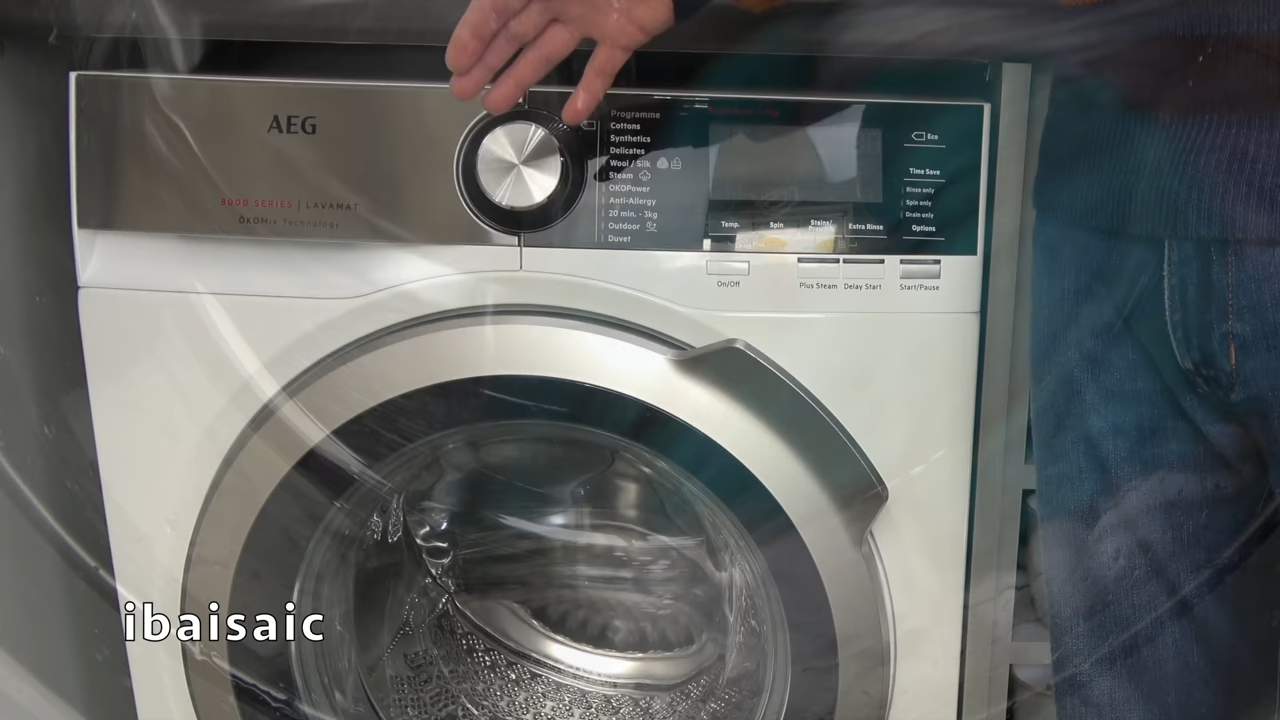 AEG
8000 SERIES | LAVAMAT
ÖKOMix Technology
Programme
Cottons
Synthetics
Delicates
Wool / Silk
Steam
ÖKOPower
Anti-Allergy
20 min. - 3kg
Outdoor
Duvet
Eco
Time Save
Rinse only
Spin only
Drain only
Options
Temp.
Spin
Stains/
Extra Rinse
On/Off
Plus Steam
Delay Start
Start/Pause
ibaisaic